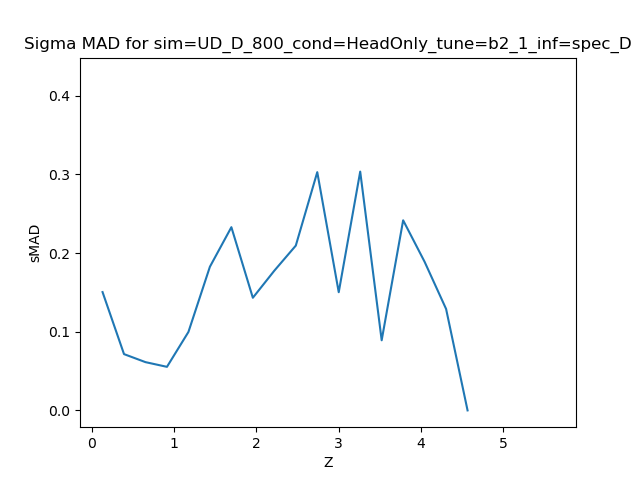 Sigma MAD for sim=UD_D_800_cond=HeadOnly_tune=b2_1_inf=spec_D
0.4
0.3
0.2
0.1
0.0
sMAD
0 1 2 3 4 5
Z